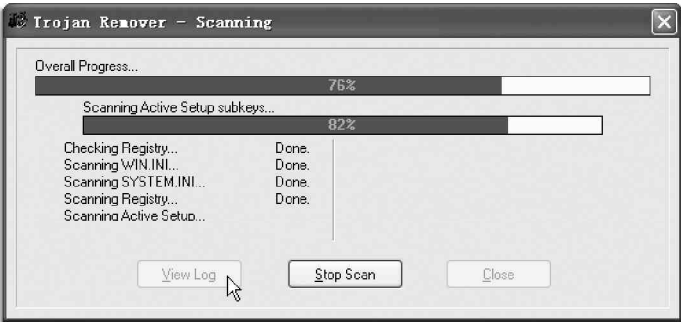 Trojan Remover - Scanning
Overall Progress...
76%
Scanning Active Setup subkeys...
82%
Checking Registry... Done.
Scanning WIN.INI... Done.
Scanning SYSTEM.INI... Done.
Scanning Registry... Done.
Scanning Active Setup...
View Log Stop Scan Close